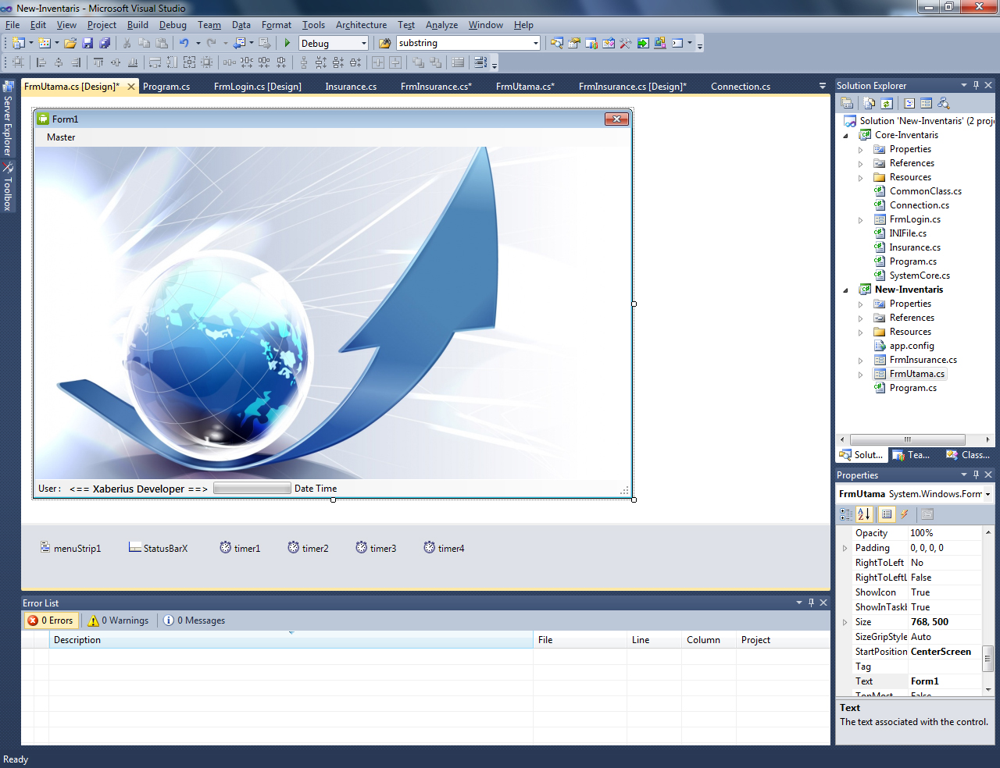 New-Inventaris - Microsoft Visual Studio
File Edit View Project Build Debug Team Data Format Tools Architecture Test Analyze Window Help
Debug substring
FrmUtama.cs [Design]* Program.cs FrmLogin.cs [Design] Insurance.cs FrmInsurance.cs* FrmUtama.cs* FrmInsurance.cs [Design]* Connection.cs
Server Explorer
Toolbox
Form1
Master
User : <== Xaberius Developer ==> Date Time
menuStrip1 StatusBarX timer1 timer2 timer3 timer4
Error List
0 Errors 0 Warnings 0 Messages
Description File Line Column Project
Solution Explorer
Solution 'New-Inventaris' (2 proj
Core-Inventaris
Properties
References
Resources
CommonClass.cs
Connection.cs
FrmLogin.cs
INIFile.cs
Insurance.cs
Program.cs
SystemCore.cs
New-Inventaris
Properties
References
Resources
app.config
FrmInsurance.cs
FrmUtama.cs
Program.cs
Solut... Tea... Class...
Properties
FrmUtama System.Windows.Form
Opacity 100%
Padding 0, 0, 0, 0
RightToLeft No
RightToLeftL False
ShowIcon True
ShowInTaskl True
Size 768, 500
SizeGripStyle Auto
StartPosition CenterScreen
Tag
Text Form1
TopMost False
Text
The text associated with the control.
Ready